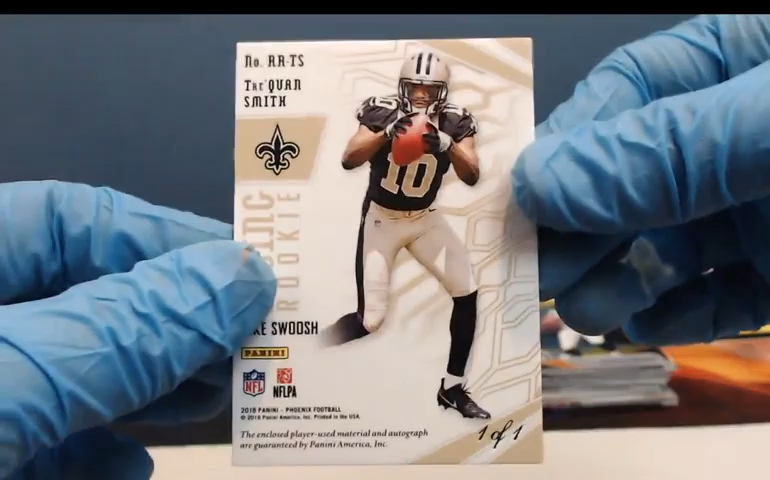 No. RR-TS
Tre'Quan
Smith
10
10
ROOKIE
SWOOSH
PANINI
NFL
NFLPA
2018 PANINI - PHOENIX FOOTBALL
© 2018 Panini America, Inc. Printed in the USA.
The enclosed player-used material and autograph
are guaranteed by Panini America, Inc.
1 of 1